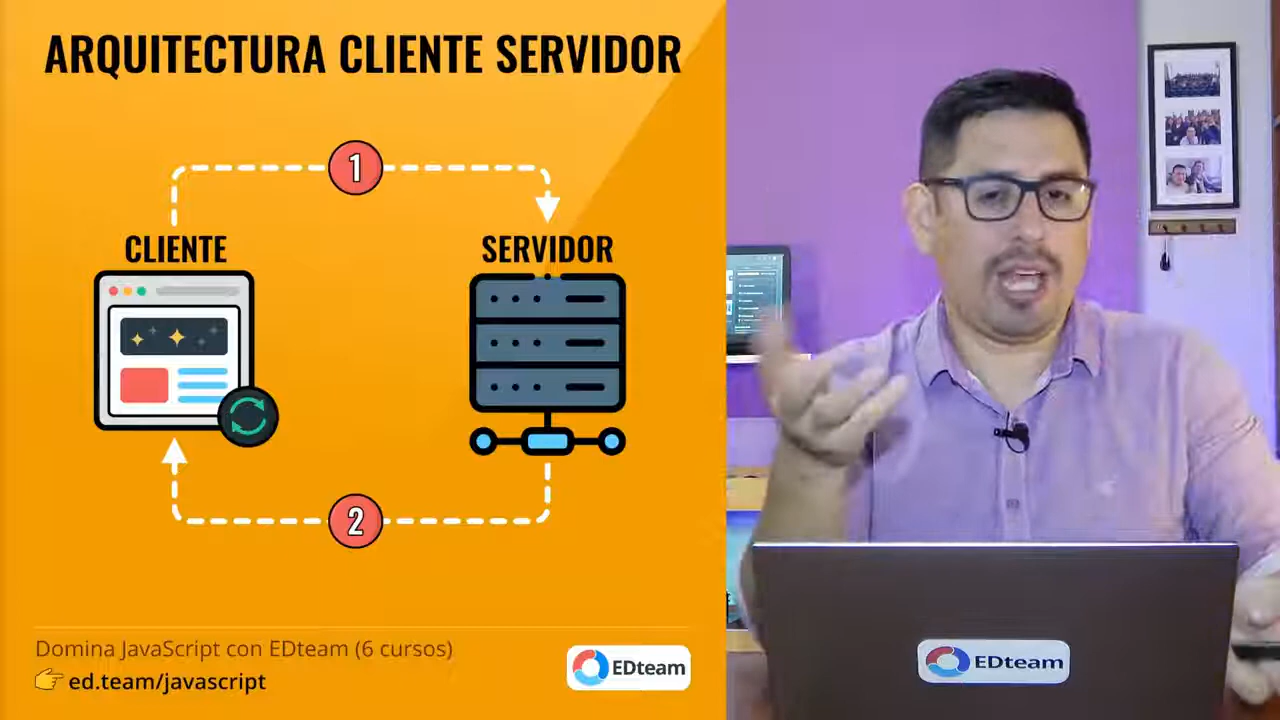 ARQUITECTURA CLIENTE SERVIDOR
1
CLIENTE
SERVIDOR
2
Domina JavaScript con EDteam (6 cursos)
👉 ed.team/javascript
EDteam
EDteam